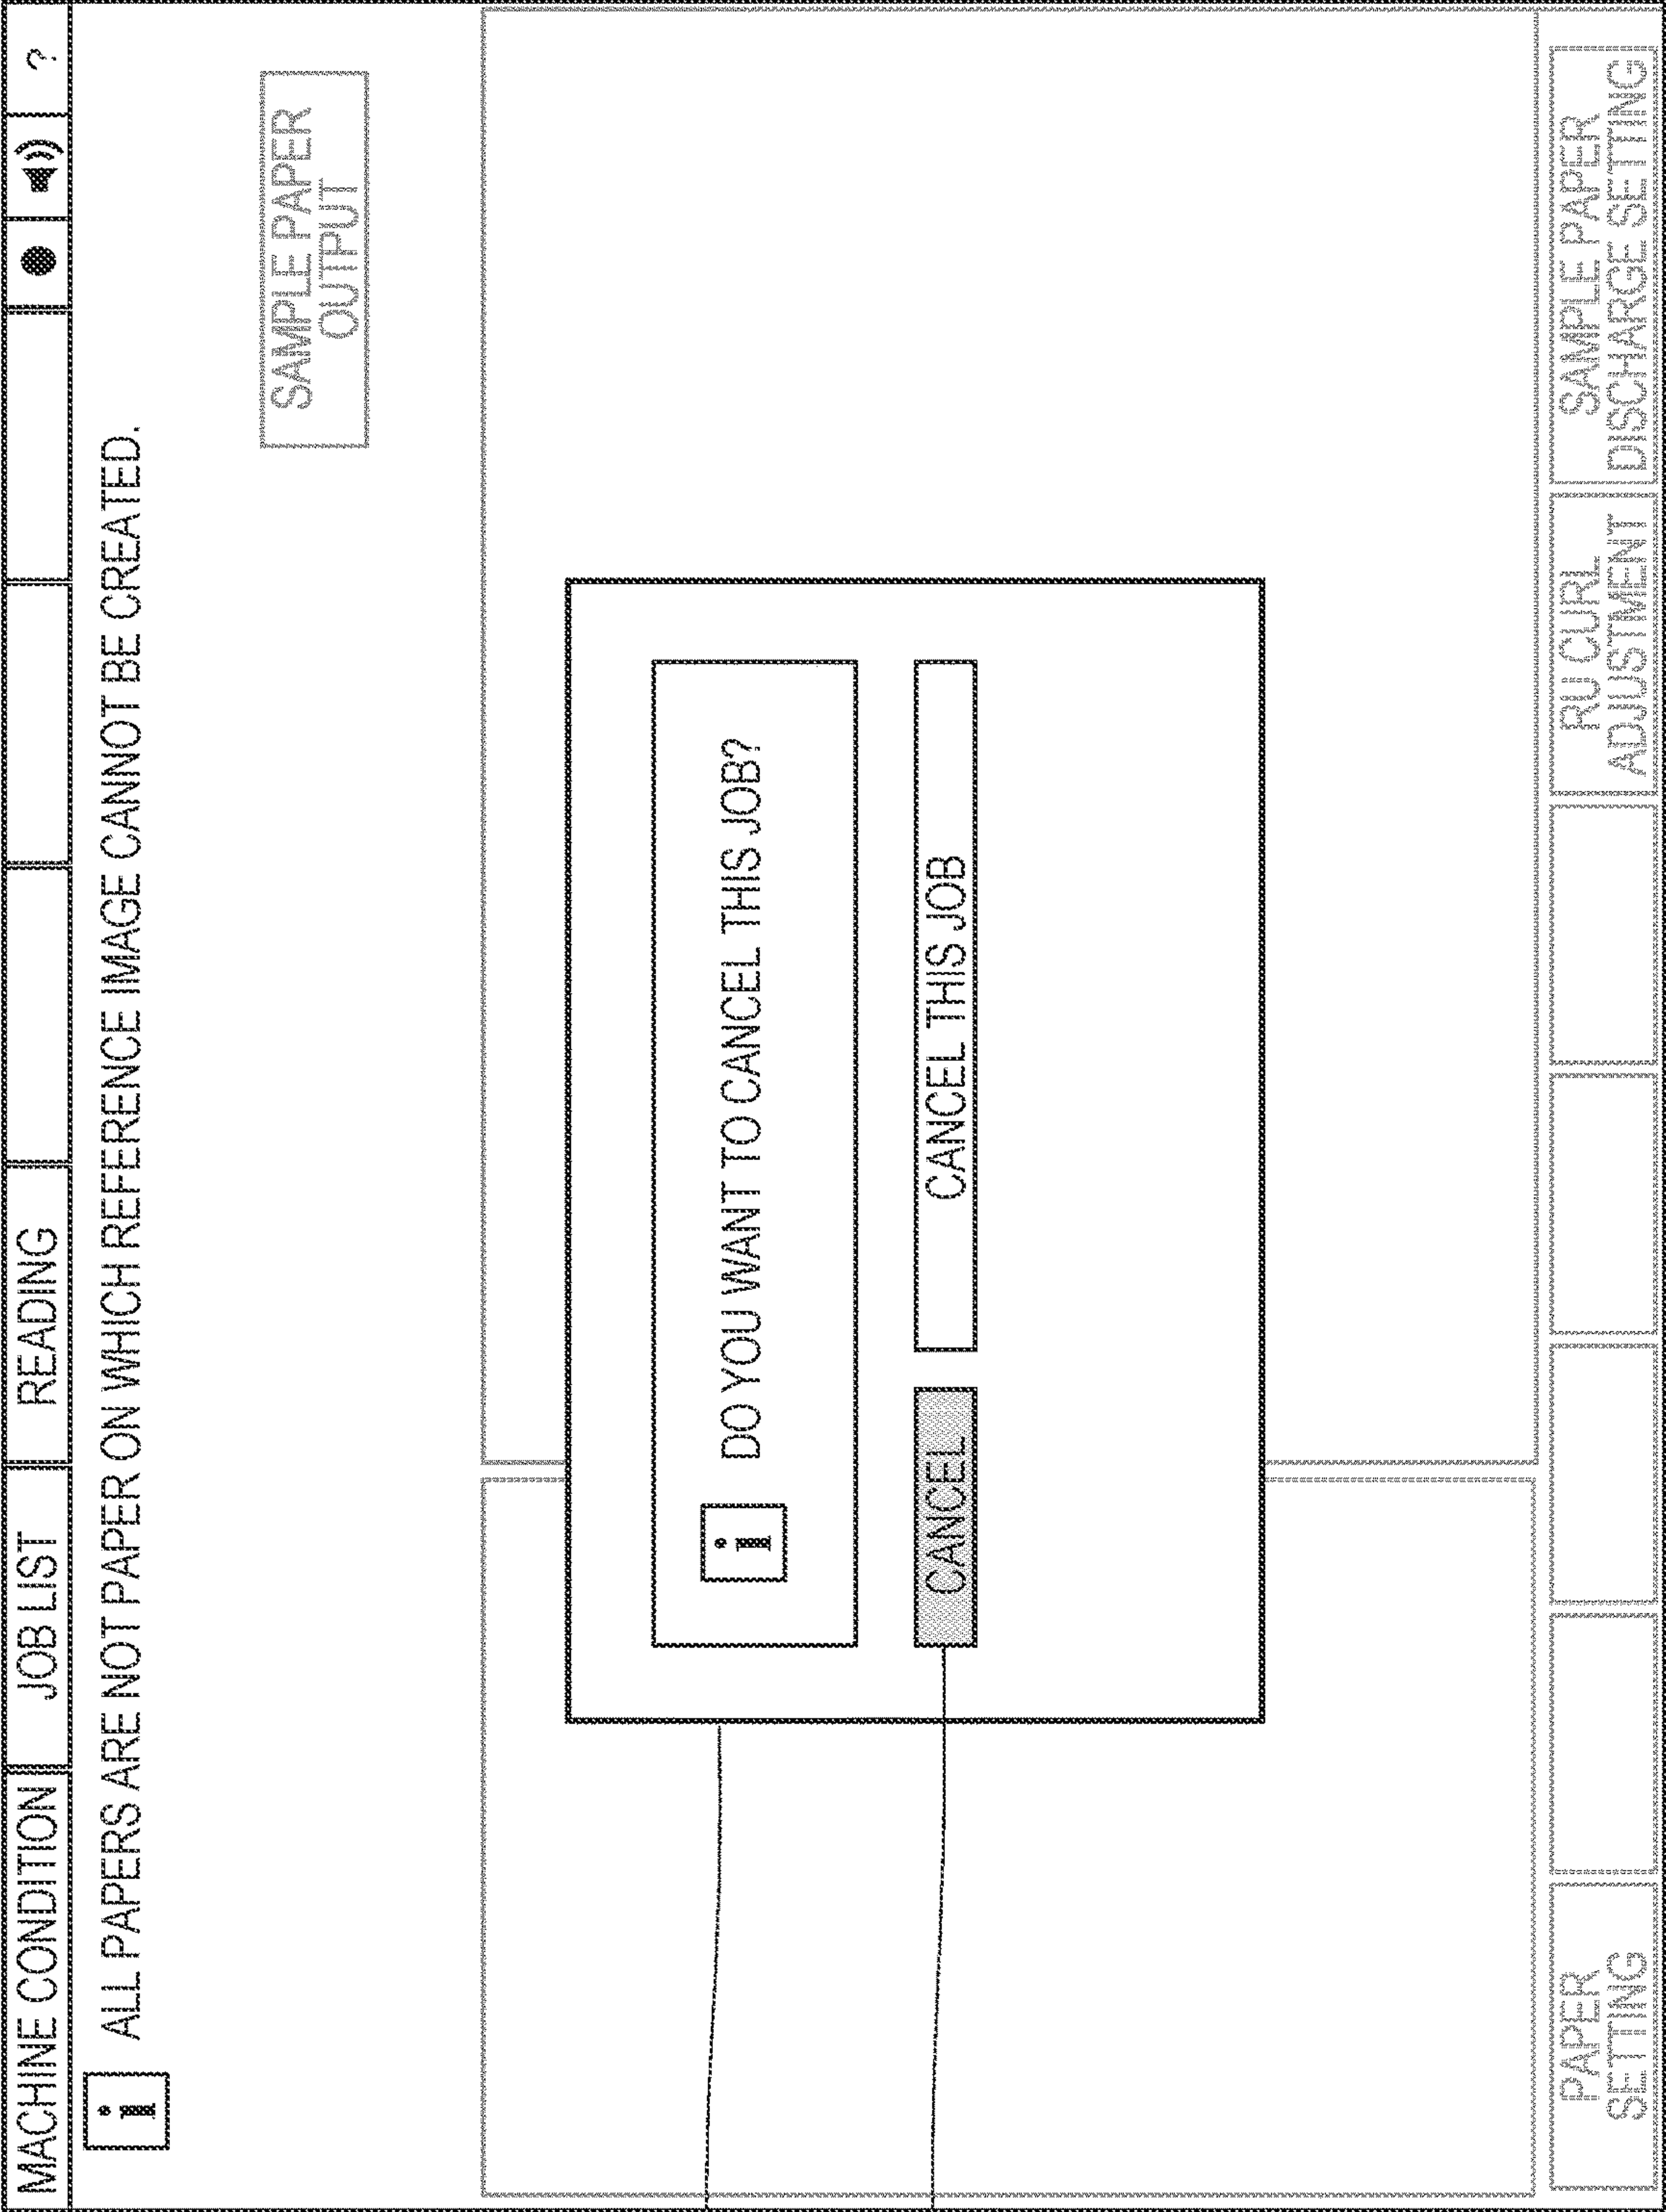 MACHINE CONDITION
JOB LIST
READING
?
i
ALL PAPERS ARE NOT PAPER ON WHICH REFERENCE IMAGE CANNOT BE CREATED.
SAMPLE PAPER
OUTPUT
i
DO YOU WANT TO CANCEL THIS JOB?
CANCEL
CANCEL THIS JOB
PAPER
SETTING
RU CURL
ADJUSTMENT
SAMPLE PAPER
DISCHARGE SETTING